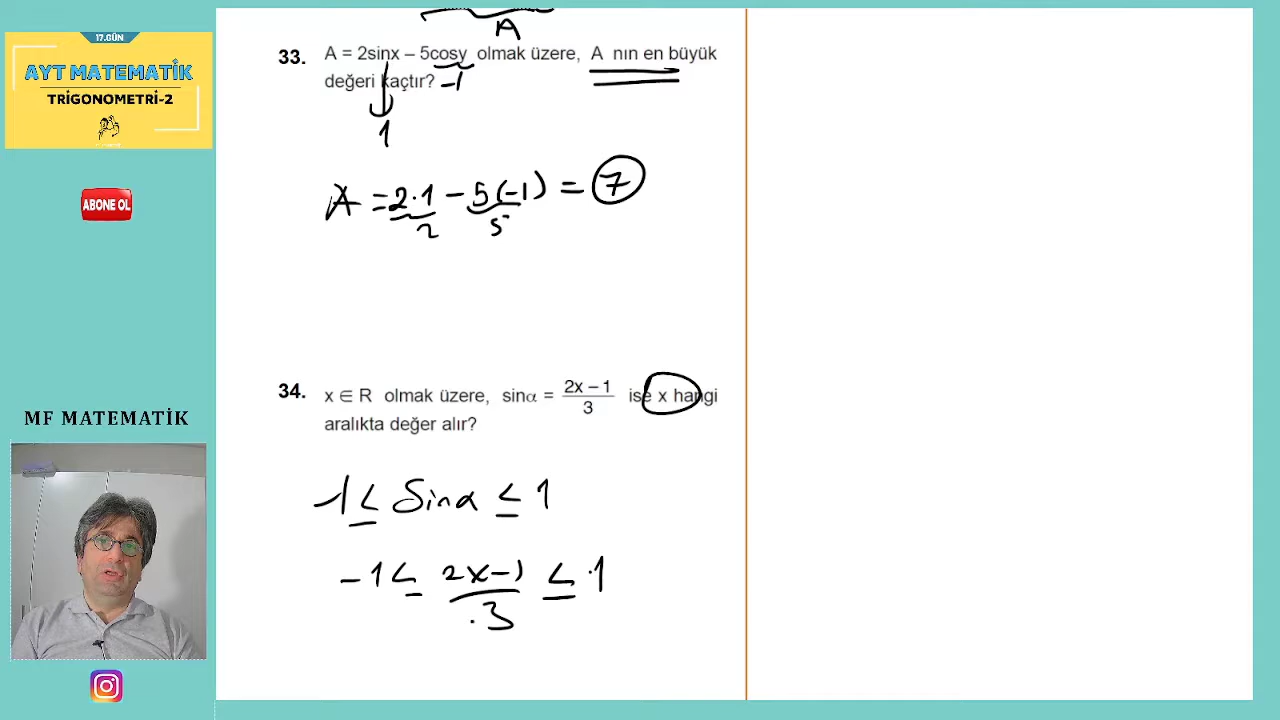 17.GÜN
AYT MATEMATİK
TRİGONOMETRİ-2
ABONE OL
MF MATEMATİK
A
33. A = 2sinx – 5cosy olmak üzere, A nın en büyük
değeri kaçtır? -1
1
A = 2·1 - 5(-1) = 7
2 5
34. x ∈ R olmak üzere, sinα = (2x – 1)/3 ise x hangi
aralıkta değer alır?
-1 ≤ Sinα ≤ 1
-1 ≤ (2x-1)/3 ≤ 1